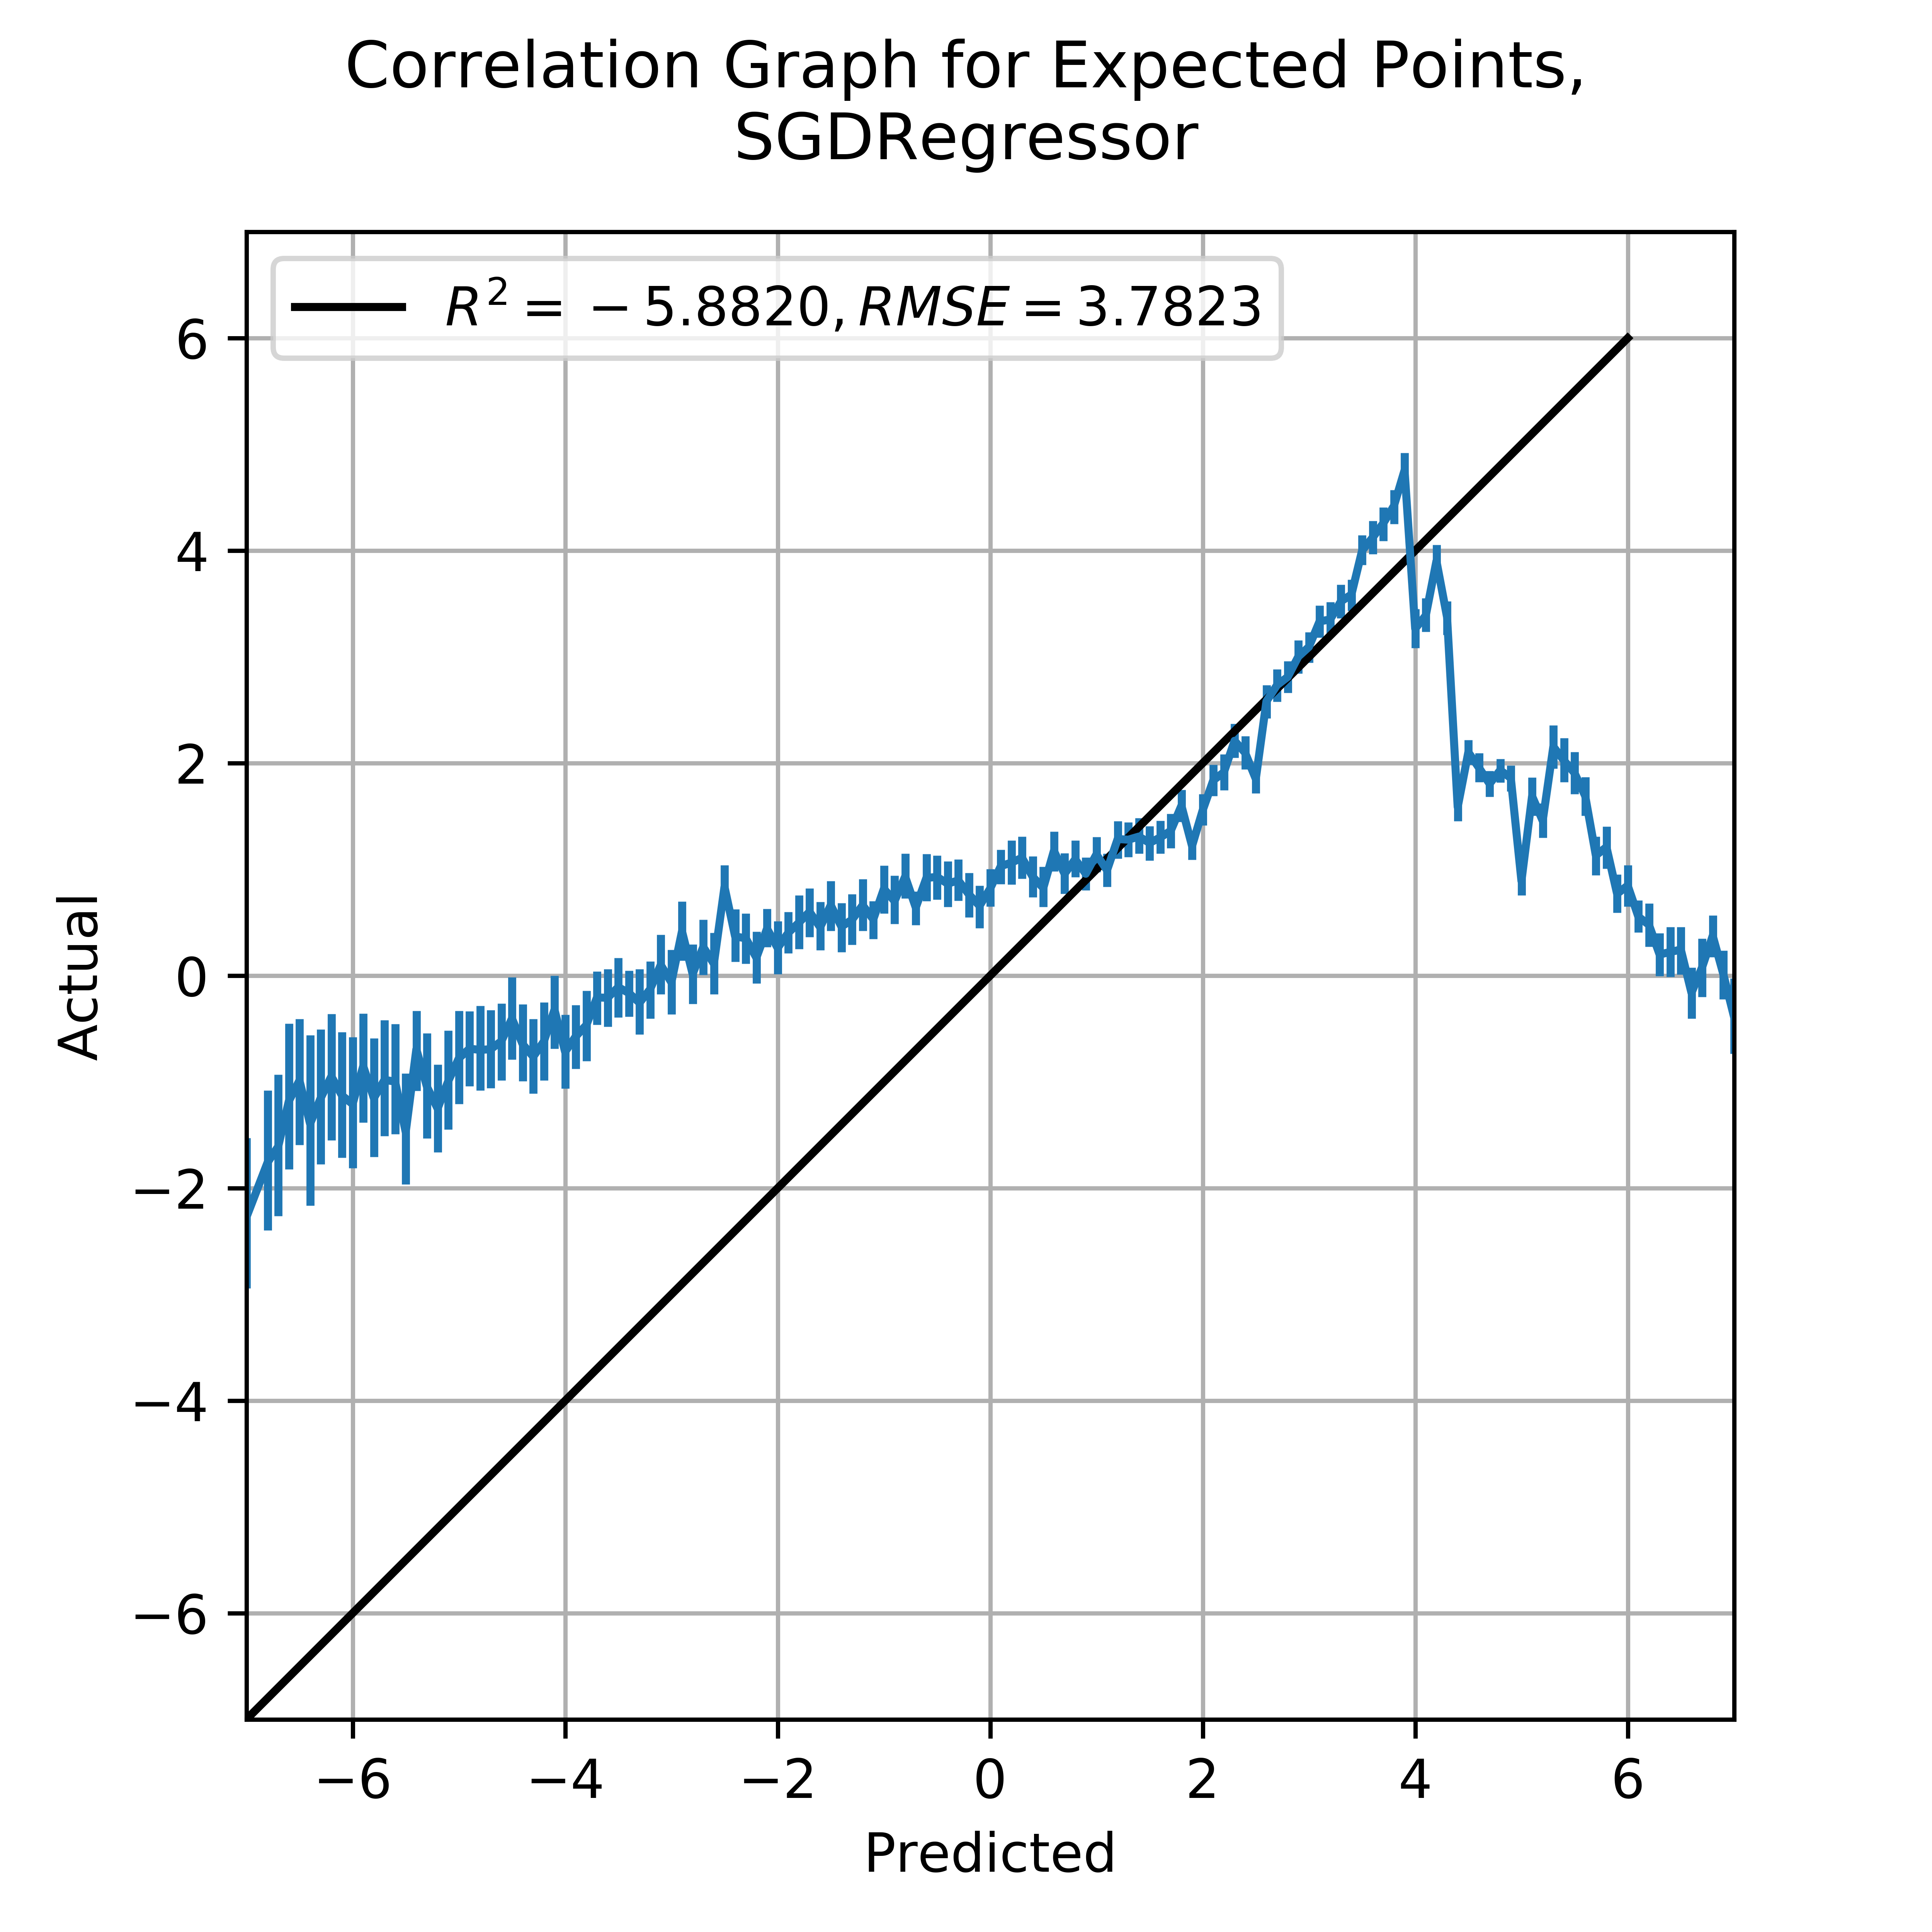 Correlation Graph for Expected Points,
SGDRegressor
R² = −5.8820, RMSE = 3.7823
6
4
2
0
−2
−4
−6
Actual
−6 −4 −2 0 2 4 6
Predicted